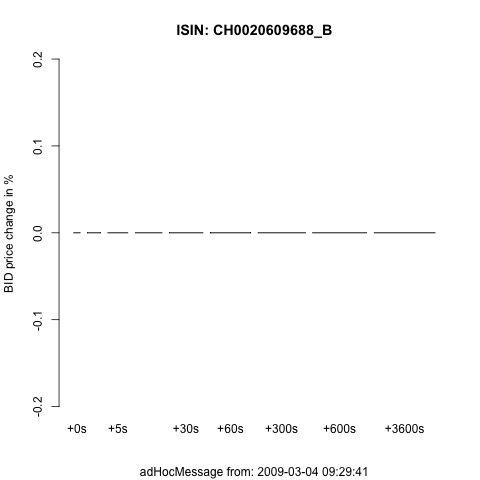 ISIN: CH0020609688_B
BID price change in %
0.2
0.1
0.0
-0.1
-0.2
+0s +5s +30s +60s +300s +600s +3600s
adHocMessage from: 2009-03-04 09:29:41